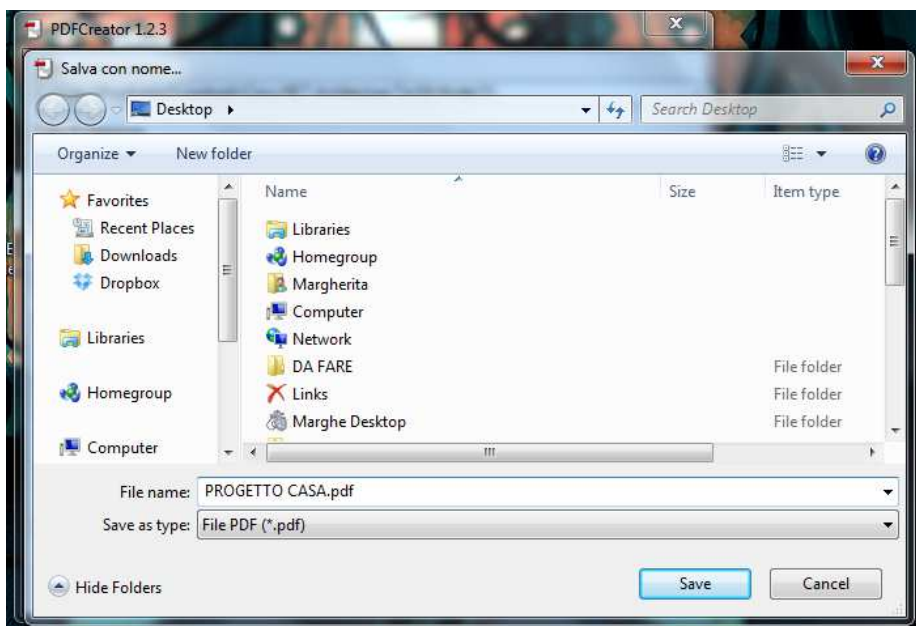 PDFCreator 1.2.3
Salva con nome...
Desktop
Search Desktop
Organize New folder
Name Size Item type
Favorites
Recent Places
Downloads
Dropbox
Libraries
Homegroup
Computer
Libraries
Homegroup
Margherita
Computer
Network
DA FARE File folder
Links File folder
Marghe Desktop File folder
File name: PROGETTO CASA.pdf
Save as type: File PDF (*.pdf)
Hide Folders Save Cancel